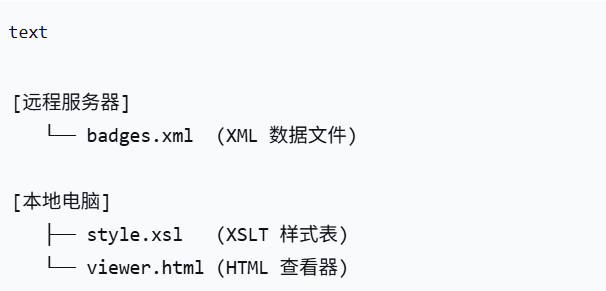 text
[远程服务器]
└── badges.xml  (XML 数据文件)
[本地电脑]
├── style.xsl   (XSLT 样式表)
└── viewer.html (HTML 查看器)